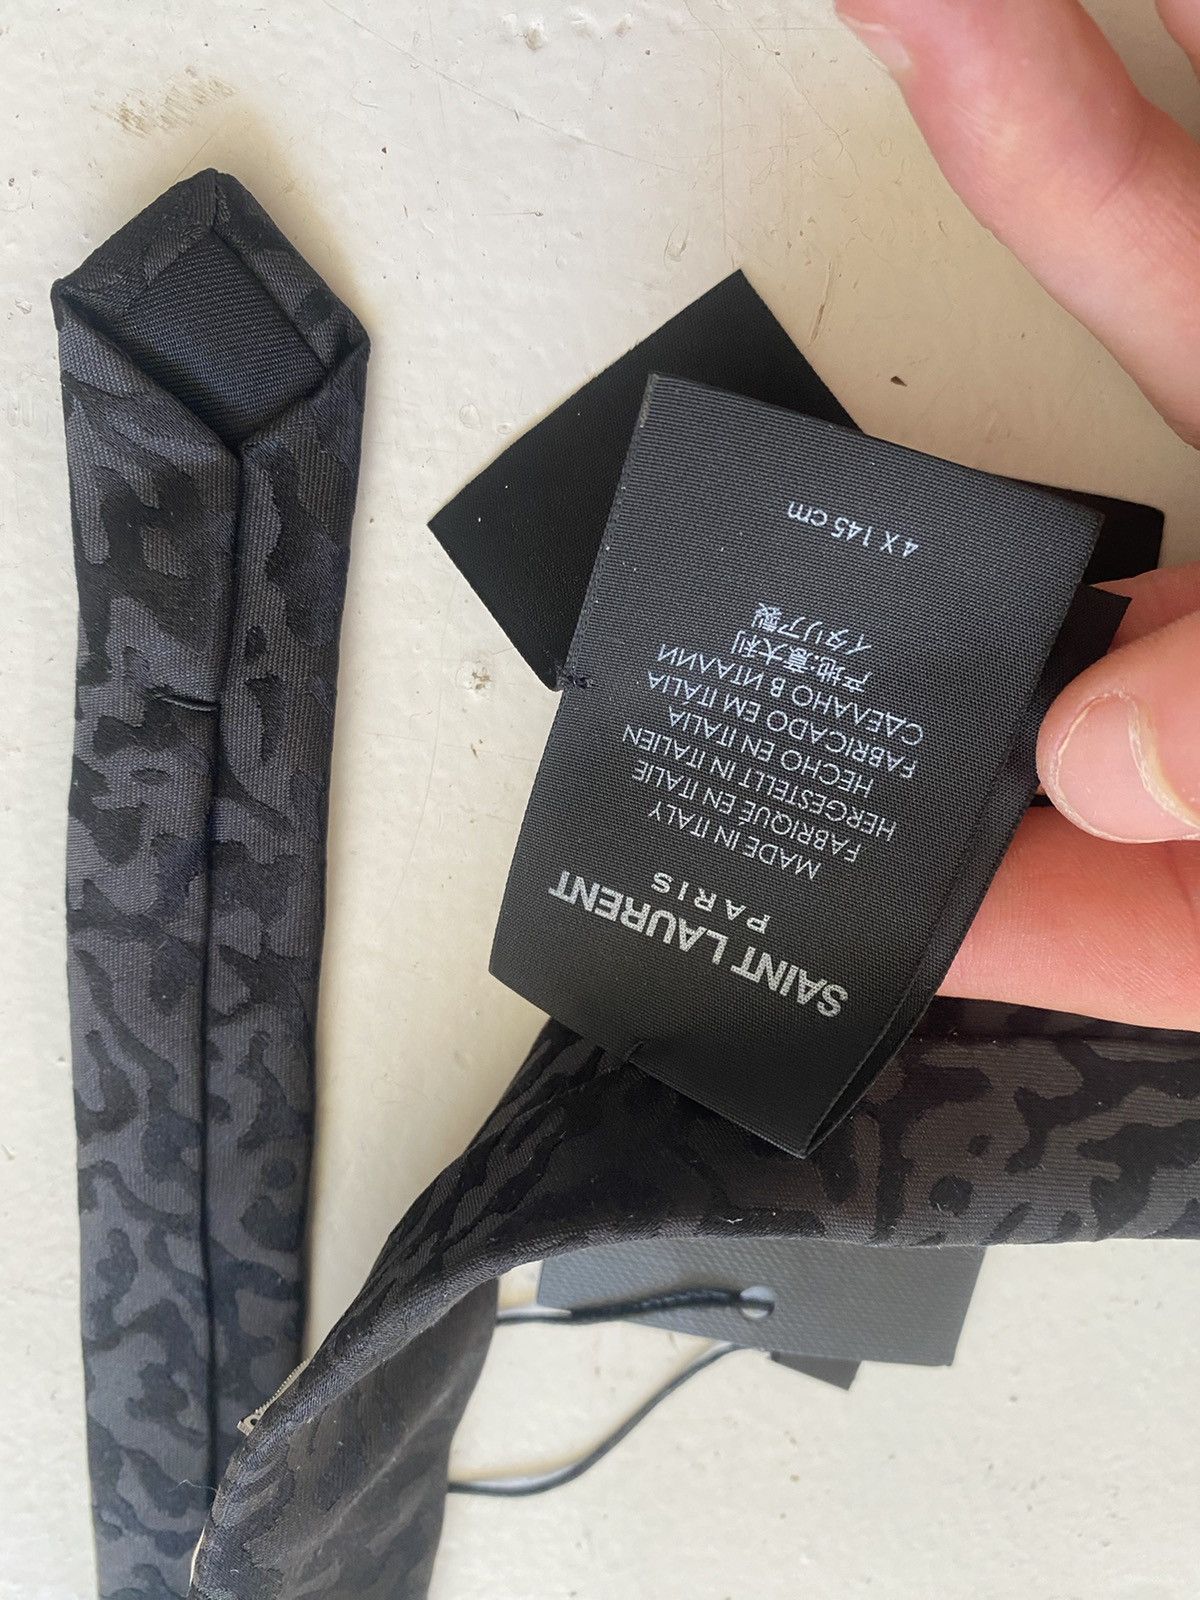 SAINT LAURENT
PARIS
MADE IN ITALY
FABRIQUÉ EN ITALIE
HERGESTELLT IN ITALIEN
HECHO EN ITALIA
FABRICADO EM ITALIA
СДЕЛАНО В ИТАЛИИ
产地:意大利
イタリア製
4 X 145 cm